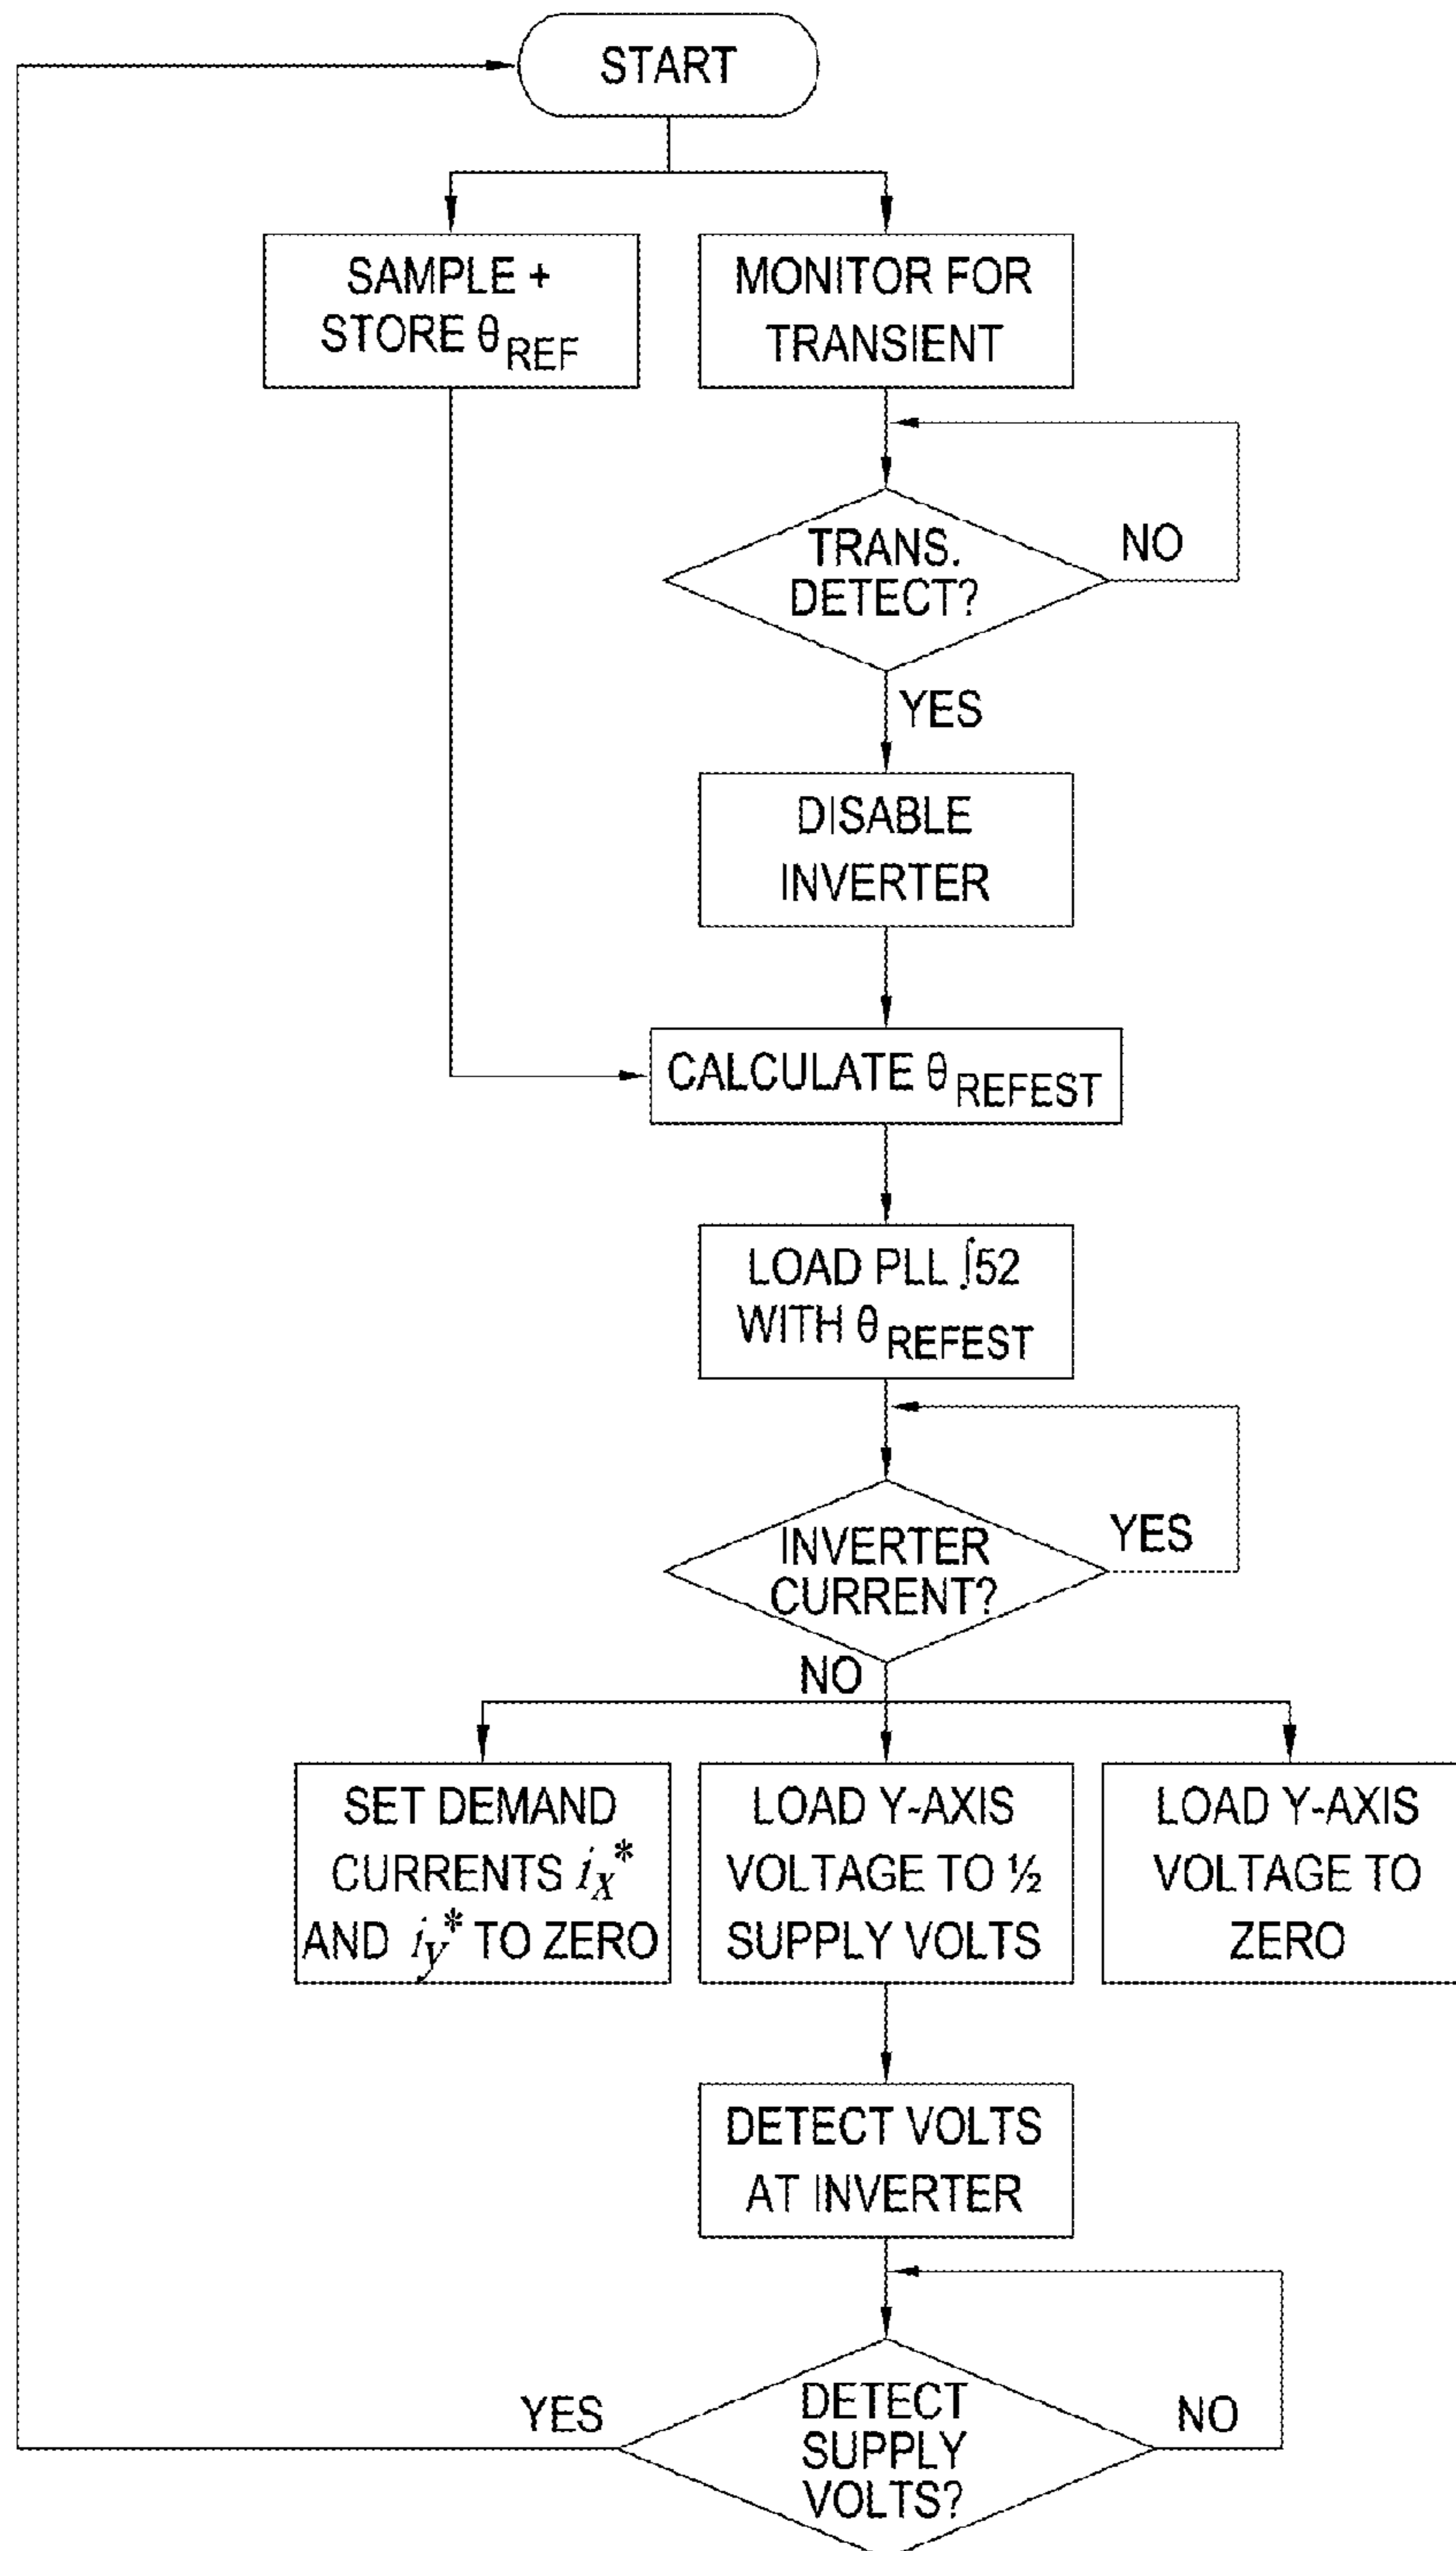 START
SAMPLE +
STORE θREF
MONITOR FOR
TRANSIENT
TRANS.
DETECT?
NO
YES
DISABLE
INVERTER
CALCULATE θREFEST
LOAD PLL ∫52
WITH θREFEST
INVERTER
CURRENT?
YES
NO
SET DEMAND
CURRENTS iX*
AND iy* TO ZERO
LOAD Y-AXIS
VOLTAGE TO ½
SUPPLY VOLTS
LOAD Y-AXIS
VOLTAGE TO
ZERO
DETECT VOLTS
AT INVERTER
DETECT
SUPPLY
VOLTS?
YES
NO